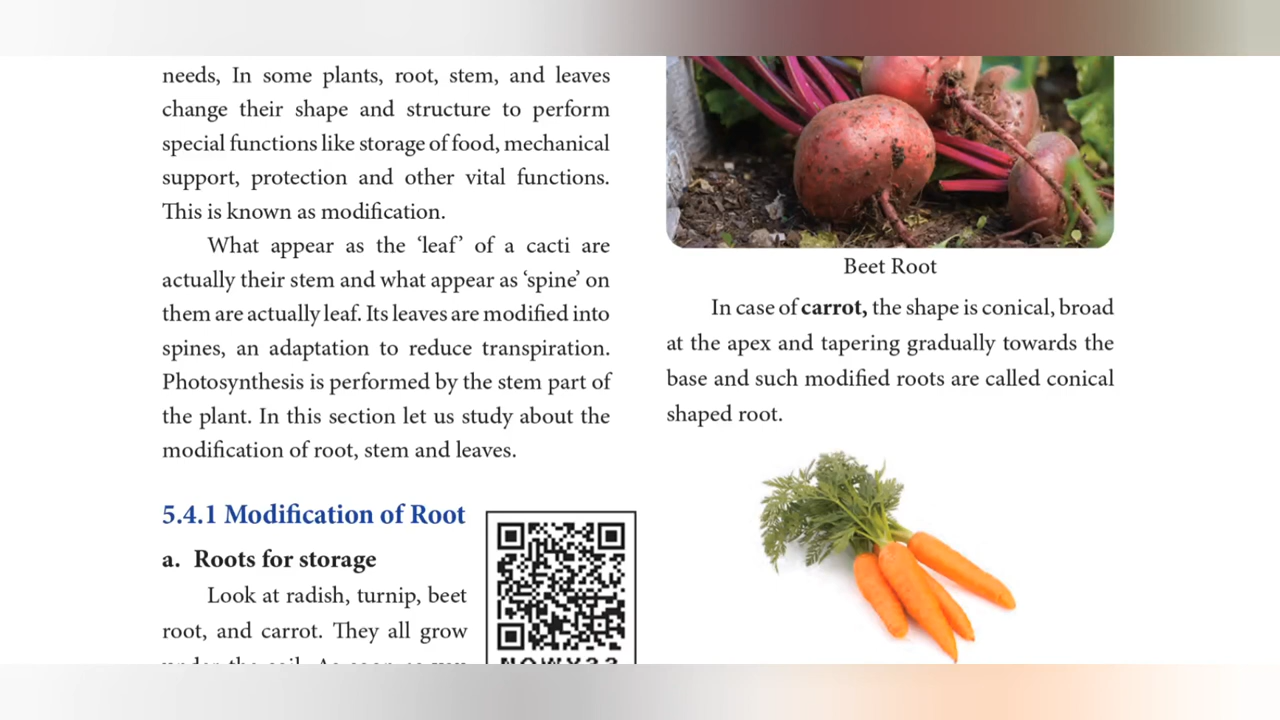 needs, In some plants, root, stem, and leaves
change their shape and structure to perform
special functions like storage of food, mechanical
support, protection and other vital functions.
This is known as modification.
What appear as the ‘leaf’ of a cacti are
actually their stem and what appear as ‘spine’ on
them are actually leaf. Its leaves are modified into
spines, an adaptation to reduce transpiration.
Photosynthesis is performed by the stem part of
the plant. In this section let us study about the
modification of root, stem and leaves.
5.4.1 Modification of Root
a. Roots for storage
Look at radish, turnip, beet
root, and carrot. They all grow
Beet Root
In case of carrot, the shape is conical, broad
at the apex and tapering gradually towards the
base and such modified roots are called conical
shaped root.